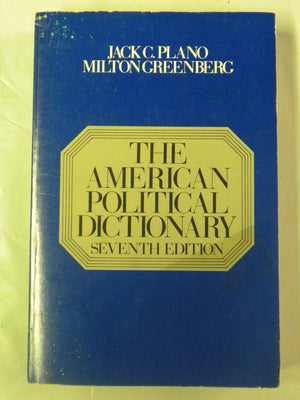 JACK C. PLANO
MILTON GREENBERG
THE
AMERICAN
POLITICAL
DICTIONARY
SEVENTH EDITION